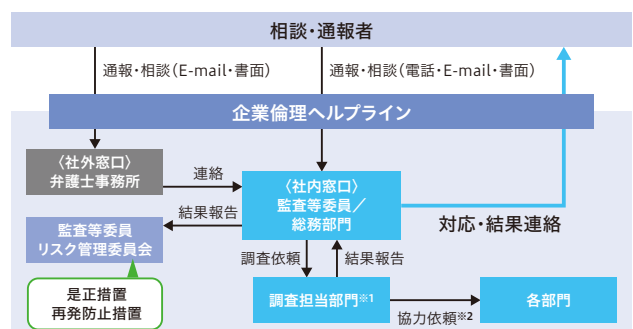 相談・通報者
通報・相談（E-mail・書面）
通報・相談（電話・E-mail・書面）
企業倫理ヘルプライン
〈社外窓口〉
弁護士事務所
連絡
〈社内窓口〉
監査等委員／
総務部門
結果報告
対応・結果連絡
監査等委員
リスク管理委員会
調査依頼
結果報告
是正措置
再発防止措置
調査担当部門※1
協力依頼※2
各部門